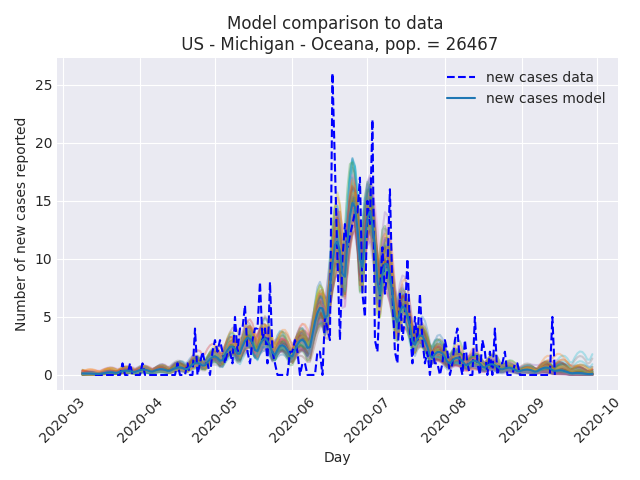 Model comparison to data
US - Michigan - Oceana, pop. = 26467
new cases data
new cases model
Number of new cases reported
25
20
15
10
5
0
2020-03
2020-04
2020-05
2020-06
2020-07
2020-08
2020-09
2020-10
Day